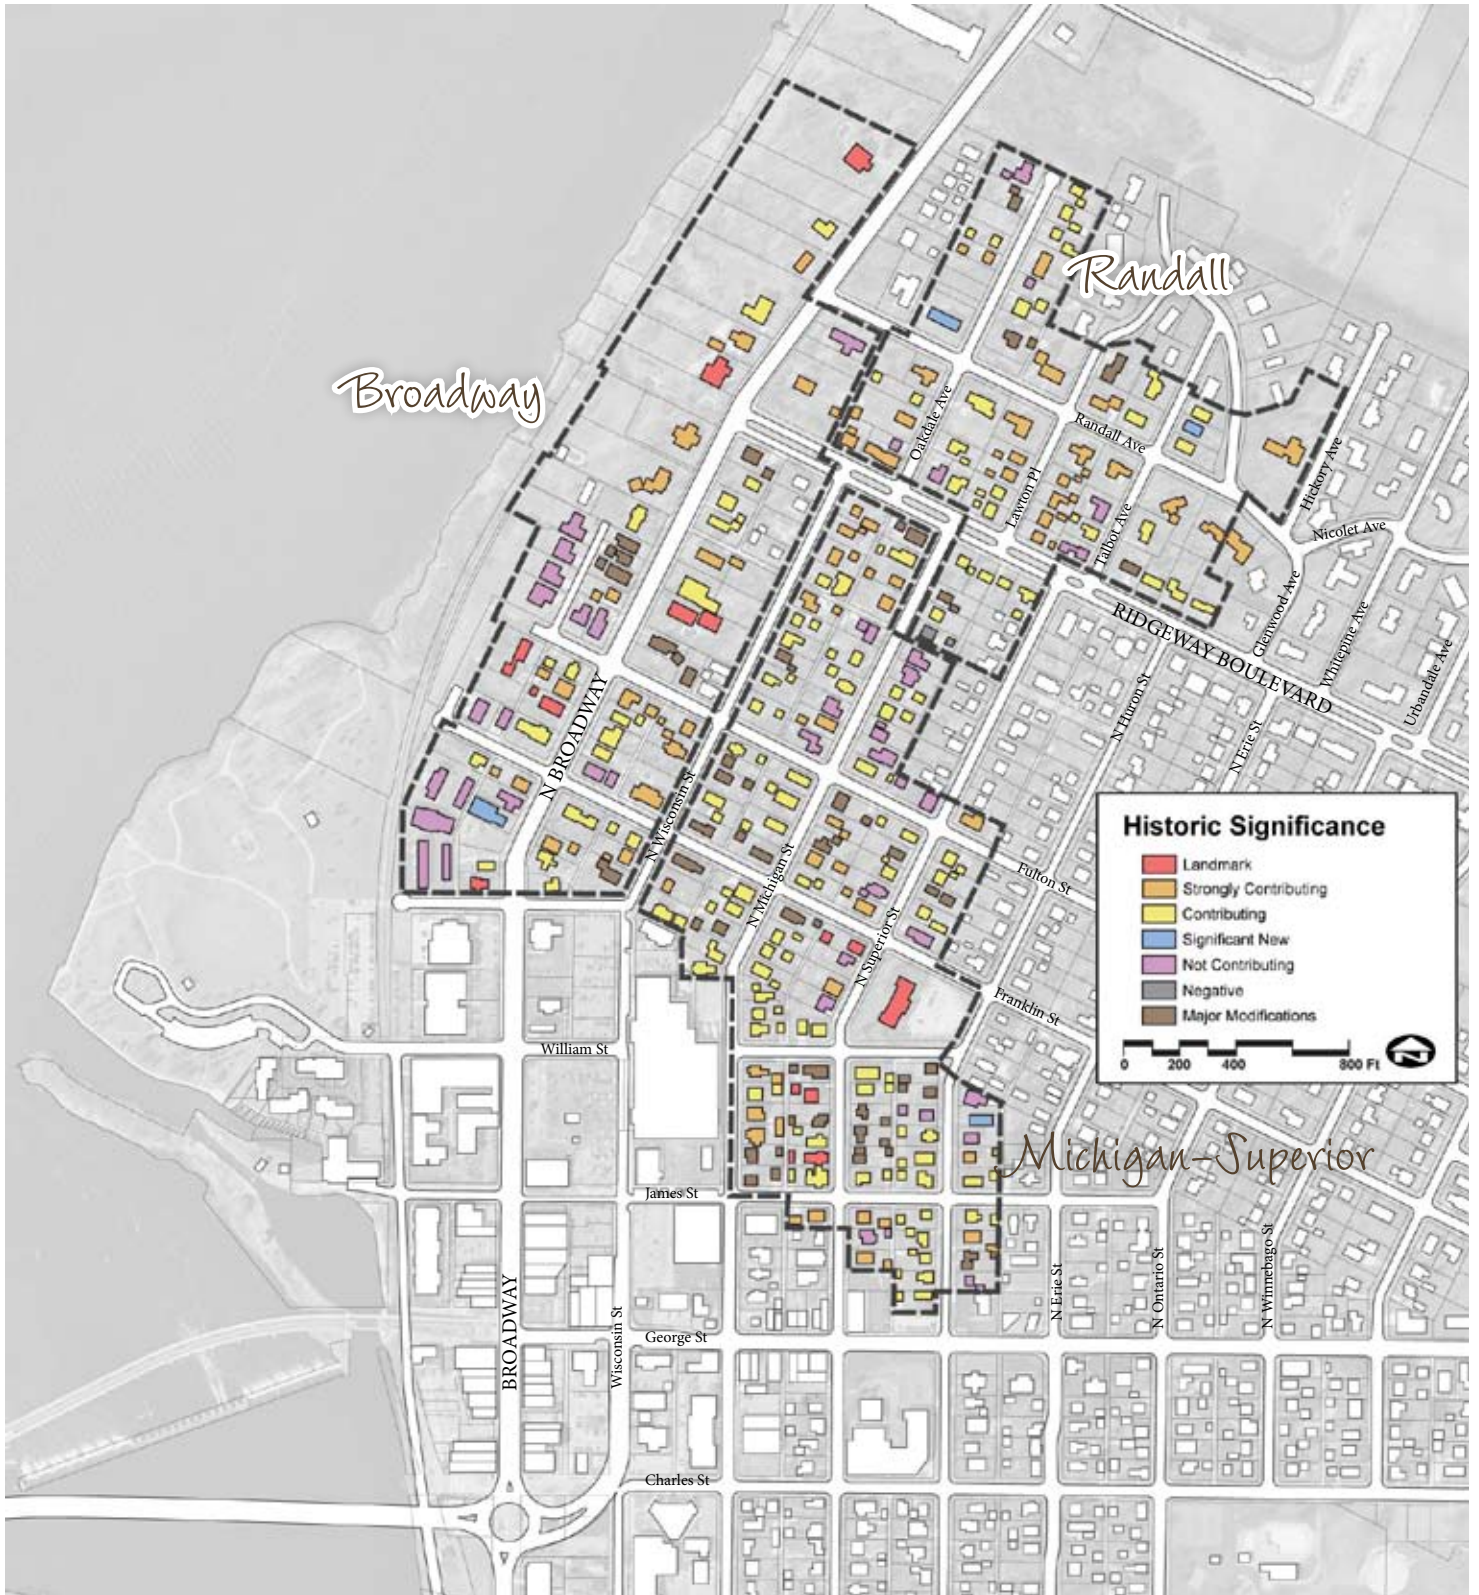 Randall
Broadway
Oakdale Ave
Randall Ave
Hickory Ave
Lawton Pl
Talbot Ave
Nicolet Ave
Glenwood Ave
RIDGEWAY BOULEVARD
Whitepine Ave
Urbandale Ave
N Huron St
N Erie St
N BROADWAY
N Wisconsin St
N Michigan St
N Superior St
Fulton St
Franklin St
Historic Significance
Landmark
Strongly Contributing
Contributing
Significant New
Not Contributing
Negative
Major Modifications
0 200 400 800 Ft
N
William St
Michigan-Superior
James St
N Erie St
N Ontario St
N Winnebago St
BROADWAY
Wisconsin St
George St
Charles St